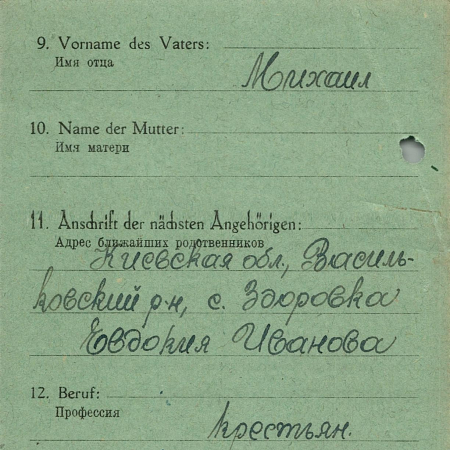 9. Vorname des Vaters:
Имя отца
Михаил
10. Name der Mutter:
Имя матери
11. Anschrift der nächsten Angehörigen:
Адрес ближайших родственников
Киевская обл., Василь-
ковский р-н, с. Здоровка
Евдокия Иванова
12. Beruf:
Профессия
крестьян.